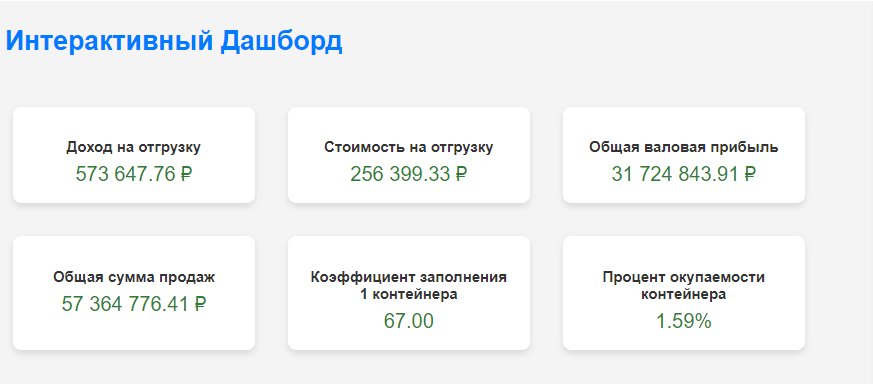 Интерактивный Дашборд
Доход на отгрузку
573 647.76 ₽
Стоимость на отгрузку
256 399.33 ₽
Общая валовая прибыль
31 724 843.91 ₽
Общая сумма продаж
57 364 776.41 ₽
Коэффициент заполнения
1 контейнера
67.00
Процент окупаемости
контейнера
1.59%